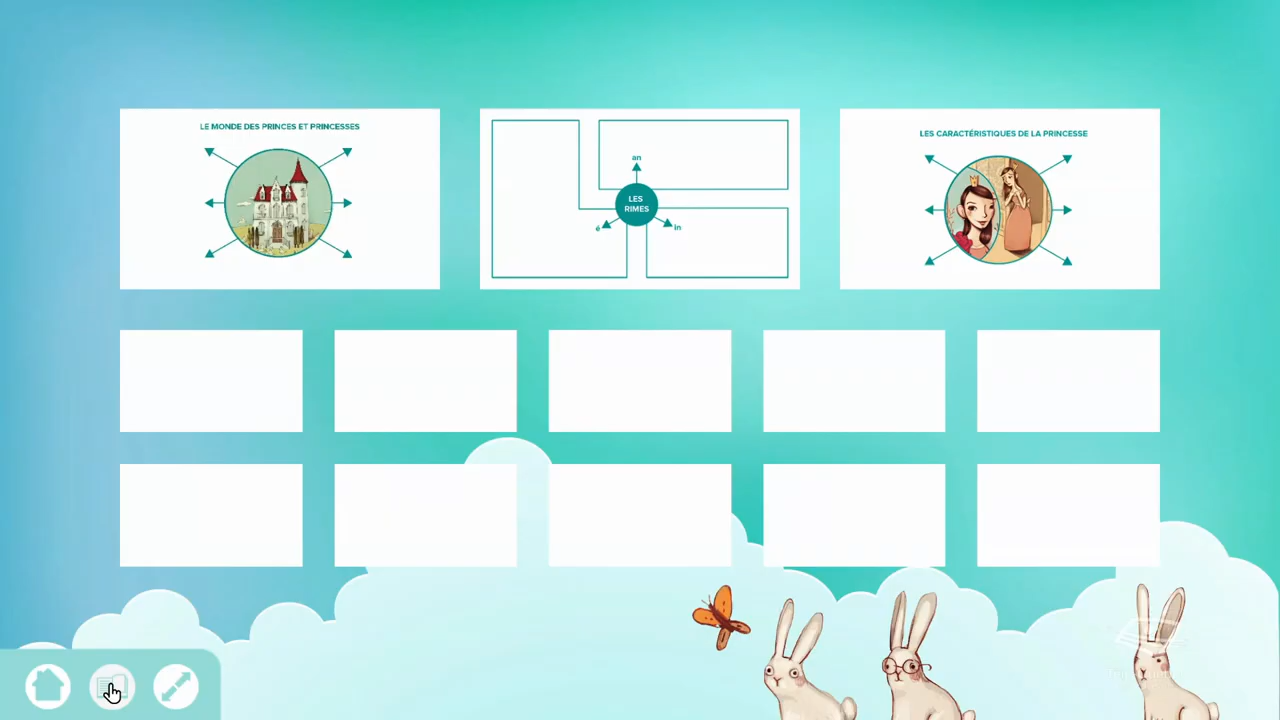 LE MONDE DES PRINCES ET PRINCESSES
an
LES
RIMES
é
in
LES CARACTÉRISTIQUES DE LA PRINCESSE